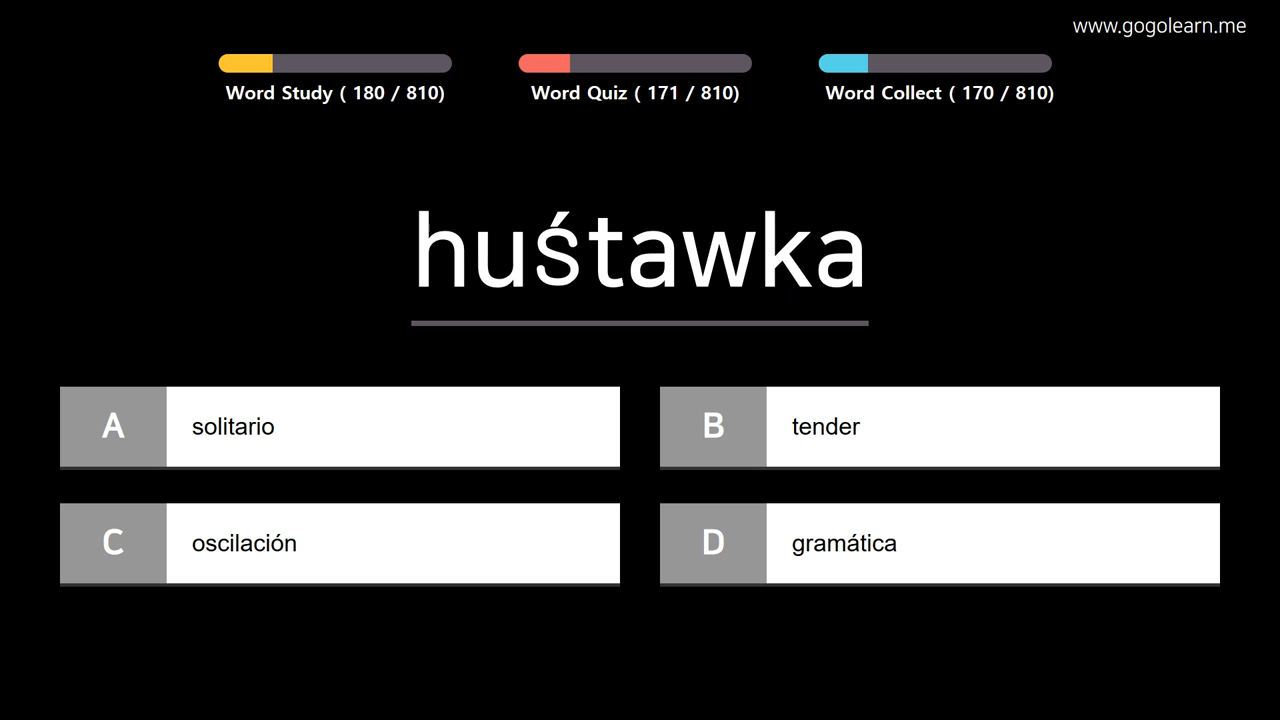 www.gogolearn.me
Word Study ( 180 / 810)
Word Quiz ( 171 / 810)
Word Collect ( 170 / 810)
huśtawka
A solitario
B tender
C oscilación
D gramática